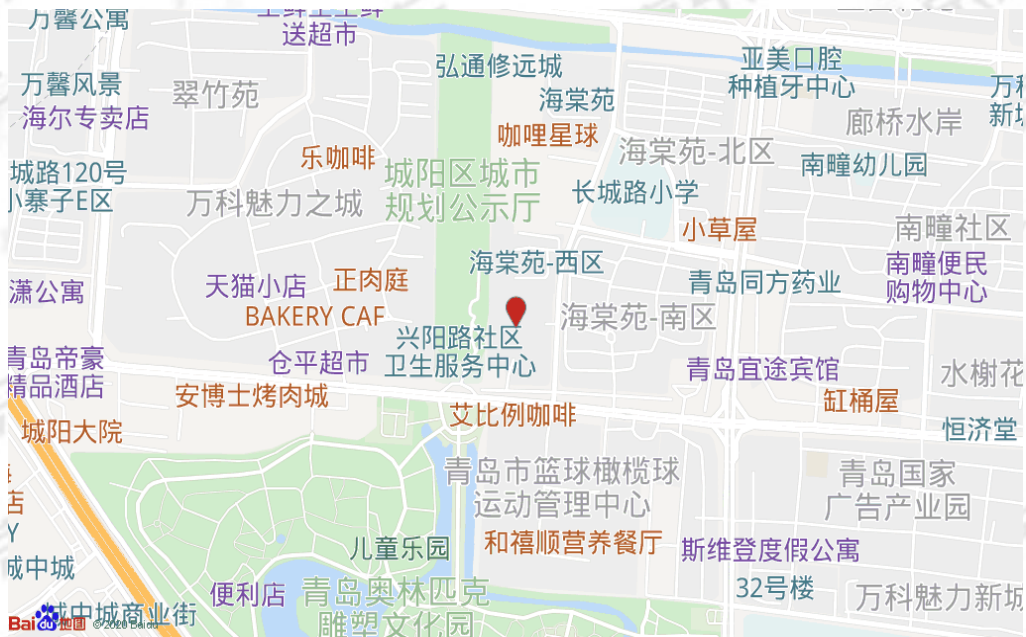 万馨公寓
送超市
弘通修远城
亚美口腔
种植牙中心
万馨风景
海尔专卖店
翠竹苑
海棠苑
咖哩星球
廊桥水岸
乐咖啡
城阳区城市
规划公示厅
海棠苑-北区
南疃幼儿园
城路120号
小寨子E区
万科魅力之城
长城路小学
小草屋
南疃社区
海棠苑-西区
南疃便民
购物中心
潇公寓
天猫小店
正肉庭
青岛同方药业
BAKERY CAF
海棠苑-南区
兴阳路社区
卫生服务中心
青岛帝豪
精品酒店
仓平超市
青岛宜途宾馆
水榭花
安博士烤肉城
艾比例咖啡
缸桶屋
城阳大院
恒济堂
青岛市篮球橄榄球
运动管理中心
青岛国家
广告产业园
店
Y
儿童乐园
和禧顺营养餐厅
斯维登度假公寓
城中城
便利店
青岛奥林匹克
雕塑文化园
32号楼
万科魅力新城
城中城商业街
Bai du 地图
© 2020 Baidu